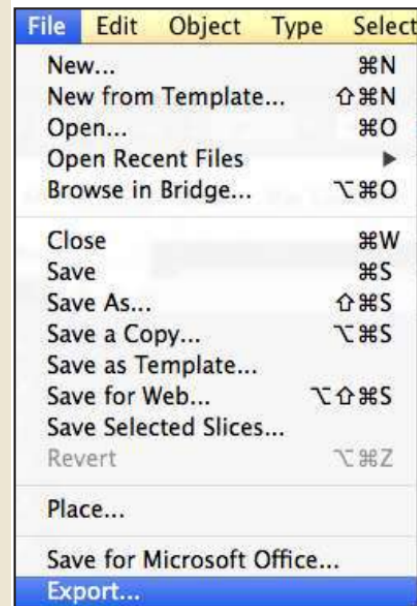 File Edit Object Type Select
New... ⌘N
New from Template... ⇧⌘N
Open... ⌘O
Open Recent Files ▶
Browse in Bridge... ⌥⌘O
Close ⌘W
Save ⌘S
Save As... ⇧⌘S
Save a Copy... ⌥⌘S
Save as Template...
Save for Web... ⌥⇧⌘S
Save Selected Slices...
Revert ⌥⌘Z
Place...
Save for Microsoft Office...
Export...